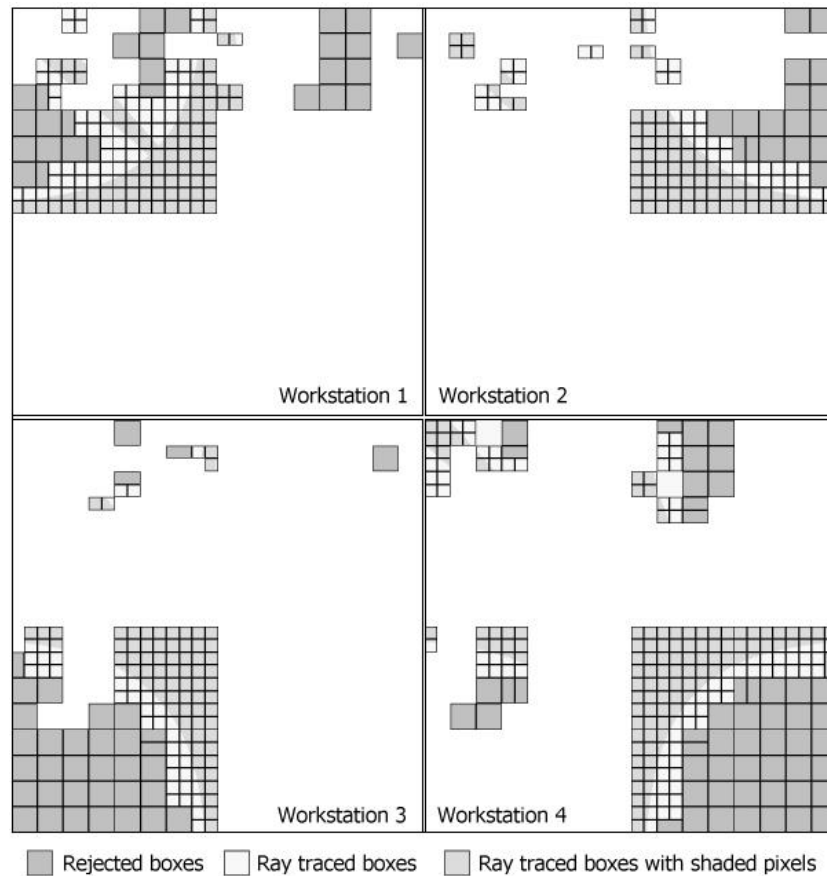 Workstation 1
Workstation 2
Workstation 3
Workstation 4
Rejected boxes
Ray traced boxes
Ray traced boxes with shaded pixels